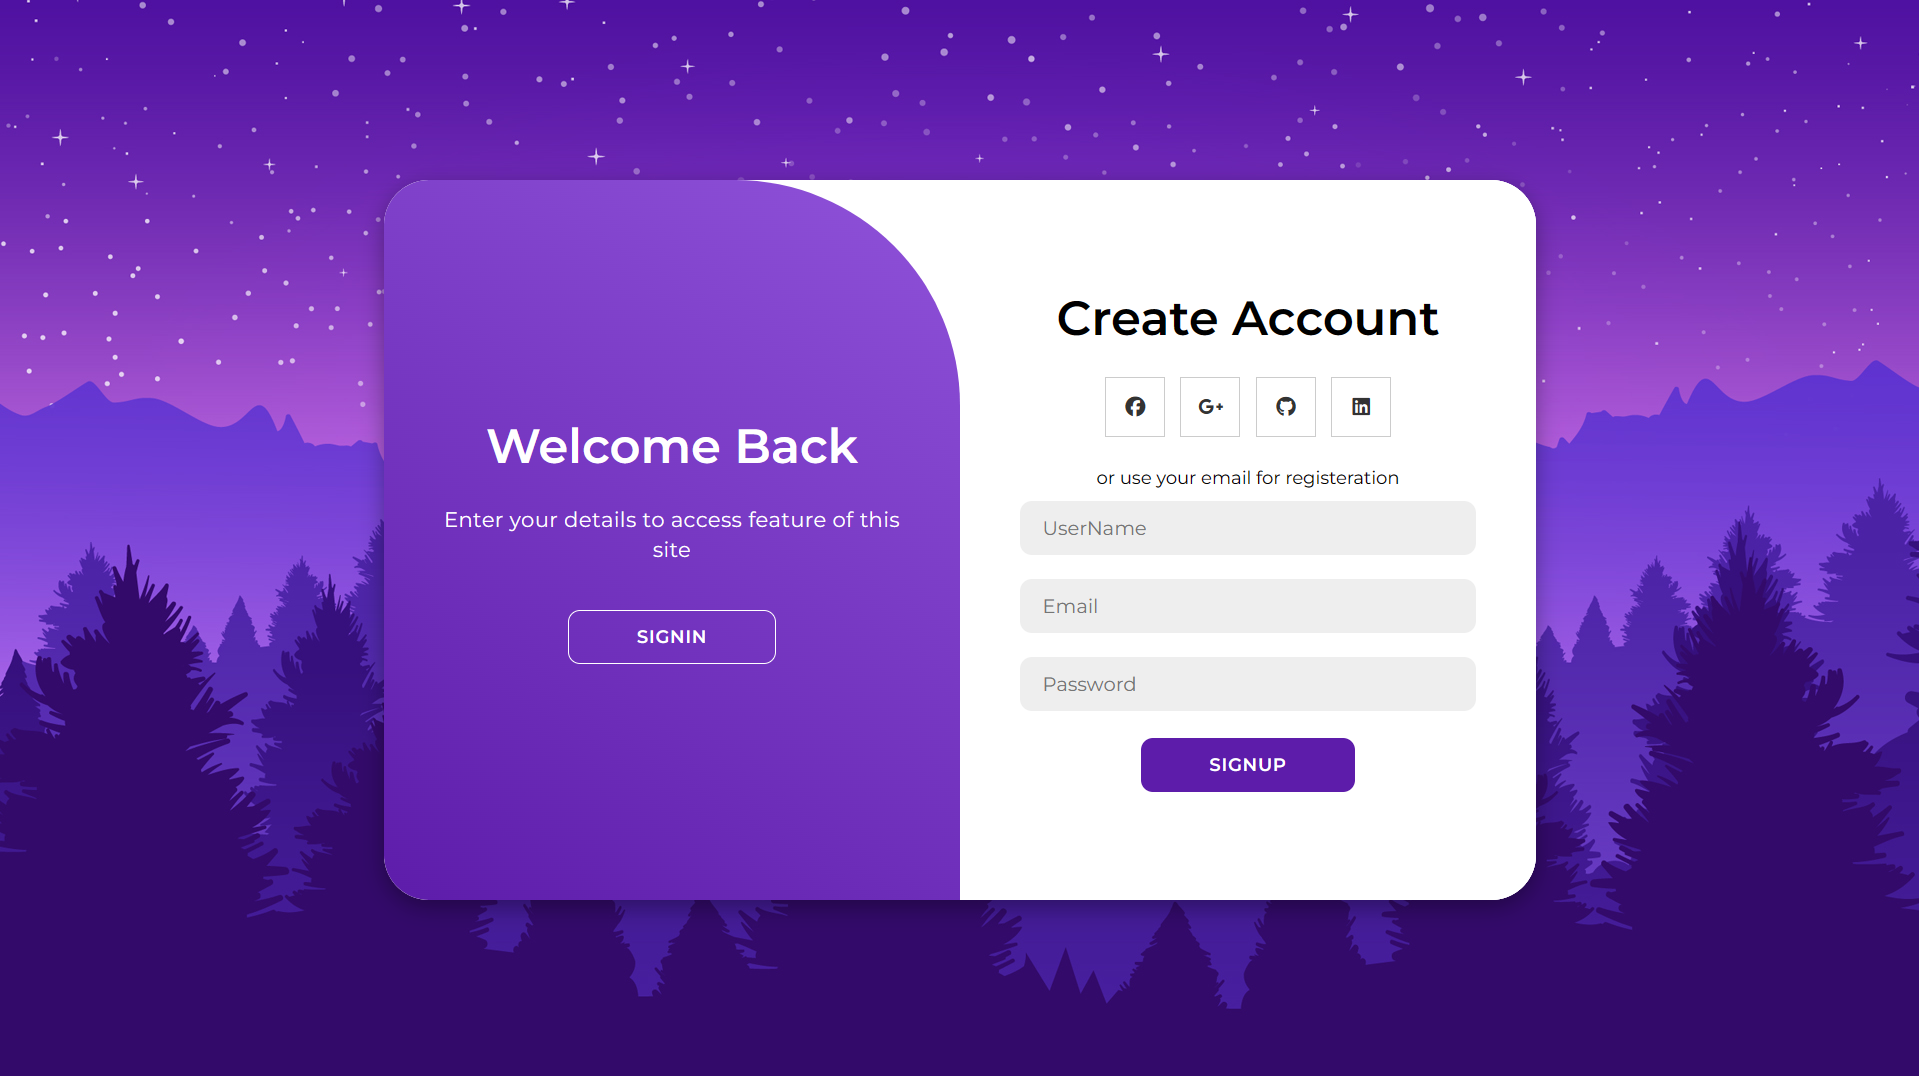 Welcome Back
Enter your details to access feature of this
site
SIGNIN
Create Account
G+
in
or use your email for registeration
UserName
Email
Password
SIGNUP